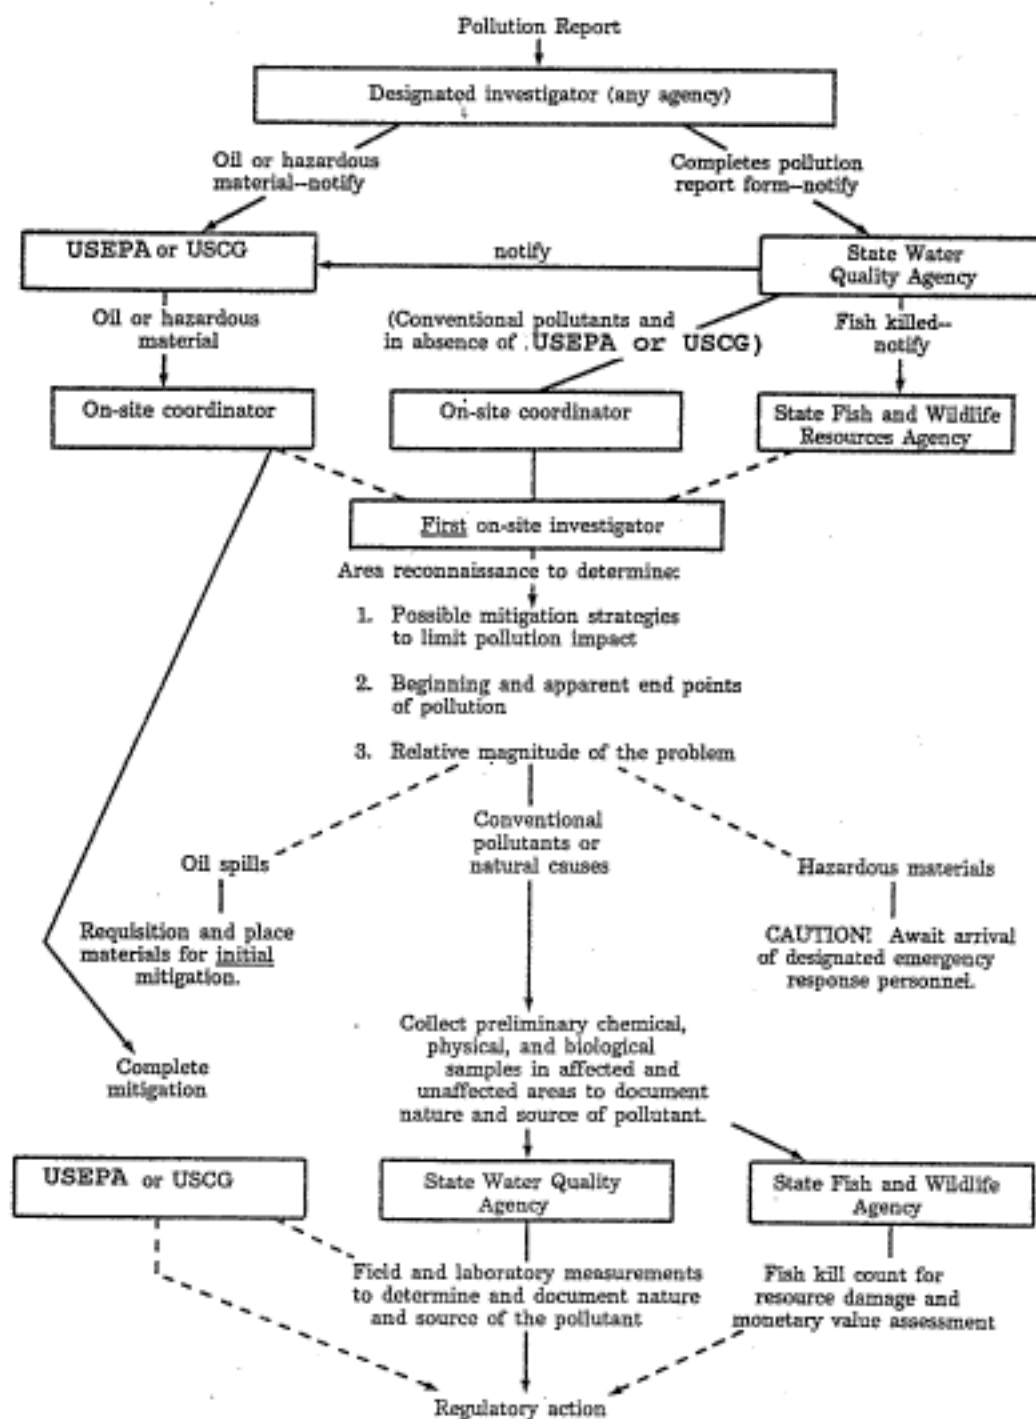 Pollution Report
Designated investigator (any agency)
Oil or hazardous
material--notify
Completes pollution
report form--notify
USEPA or USCG
notify
State Water
Quality Agency
Oil or hazardous
material
(Conventional pollutants and
in absence of .USEPA or USCG)
Fish killed--
notify
On-site coordinator
On-site coordinator
State Fish and Wildlife
Resources Agency
First on-site investigator
Area reconnaissance to determine:
1. Possible mitigation strategies
to limit pollution impact
2. Beginning and apparent end points
of pollution
3. Relative magnitude of the problem
Oil spills
Conventional
pollutants or
natural causes
Hazardous materials
Requisition and place
materials for initial
mitigation.
CAUTION! Await arrival
of designated emergency
response personnel.
Complete
mitigation
Collect preliminary chemical,
physical, and biological
samples in affected and
unaffected areas to document
nature and source of pollutant.
USEPA or USCG
State Water Quality
Agency
State Fish and Wildlife
Agency
Field and laboratory measurements
to determine and document nature
and source of the pollutant
Fish kill count for
resource damage and
monetary value assessment
Regulatory action